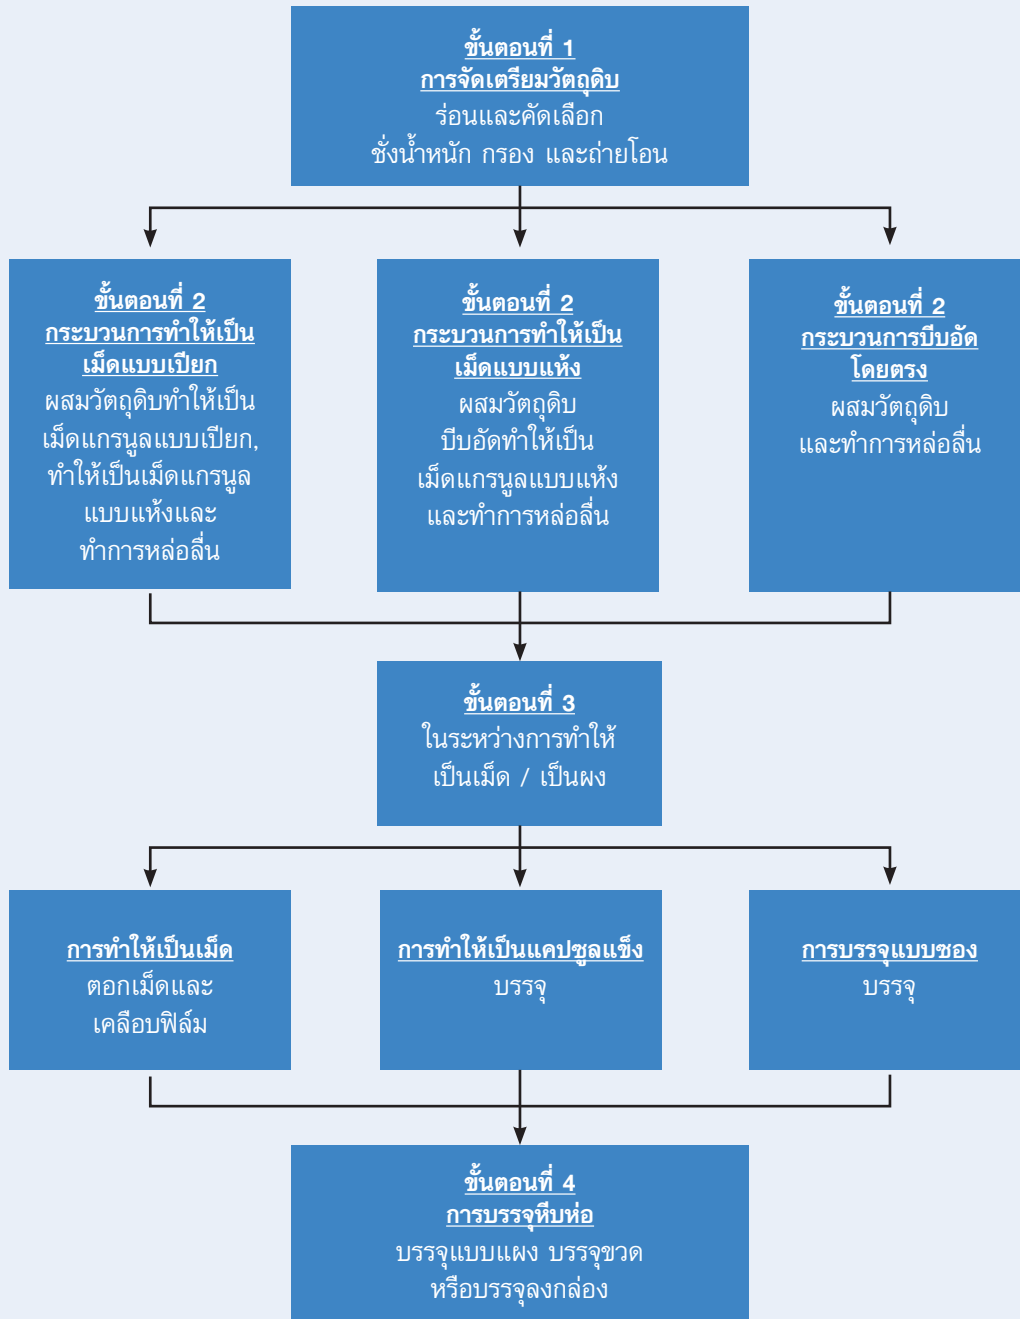 ขั้นตอนที่ 1
การจัดเตรียมวัตถุดิบ
ร่อนและคัดเลือก
ชั่งน้ำหนัก กรอง และถ่ายโอน
ขั้นตอนที่ 2
กระบวนการทำให้เป็น
เม็ดแบบเปียก
ผสมวัตถุดิบทำให้เป็น
เม็ดแกรนูลแบบเปียก,
ทำให้เป็นเม็ดแกรนูล
แบบแห้งและ
ทำการหล่อลื่น
ขั้นตอนที่ 2
กระบวนการทำให้เป็น
เม็ดแบบแห้ง
ผสมวัตถุดิบ
บีบอัดทำให้เป็น
เม็ดแกรนูลแบบแห้ง
และทำการหล่อลื่น
ขั้นตอนที่ 2
กระบวนการบีบอัด
โดยตรง
ผสมวัตถุดิบ
และทำการหล่อลื่น
ขั้นตอนที่ 3
ในระหว่างการทำให้
เป็นเม็ด / เป็นผง
การทำให้เป็นเม็ด
ตอกเม็ดและ
เคลือบฟิล์ม
การทำให้เป็นแคปซูลแข็ง
บรรจุ
การบรรจุแบบซอง
บรรจุ
ขั้นตอนที่ 4
การบรรจุหีบห่อ
บรรจุแบบแผง บรรจุขวด
หรือบรรจุลงกล่อง